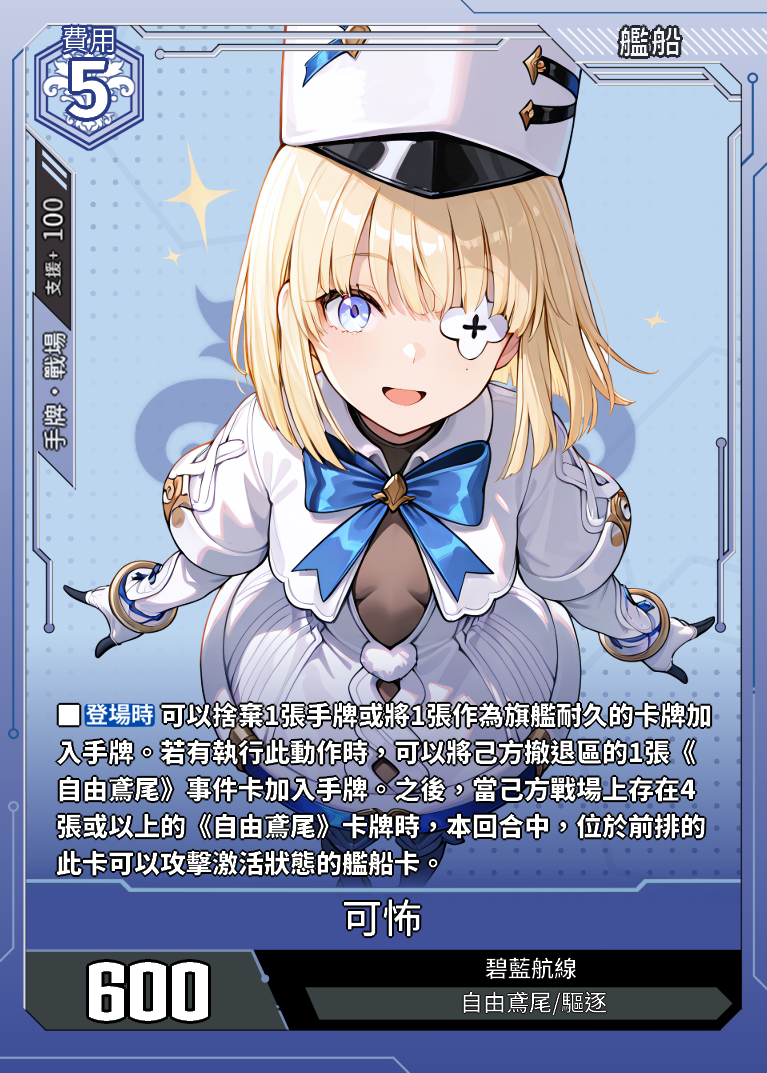 費用
5
艦船
支援+ 100
手牌・戰場
■登場時 可以捨棄1張手牌或將1張作為旗艦耐久的卡牌加
入手牌。若有執行此動作時，可以將己方撤退區的1張《
自由鳶尾》事件卡加入手牌。之後，當己方戰場上存在4
張或以上的《自由鳶尾》卡牌時，本回合中，位於前排的
此卡可以攻擊激活狀態的艦船卡。
可怖
600
碧藍航線
自由鳶尾/驅逐